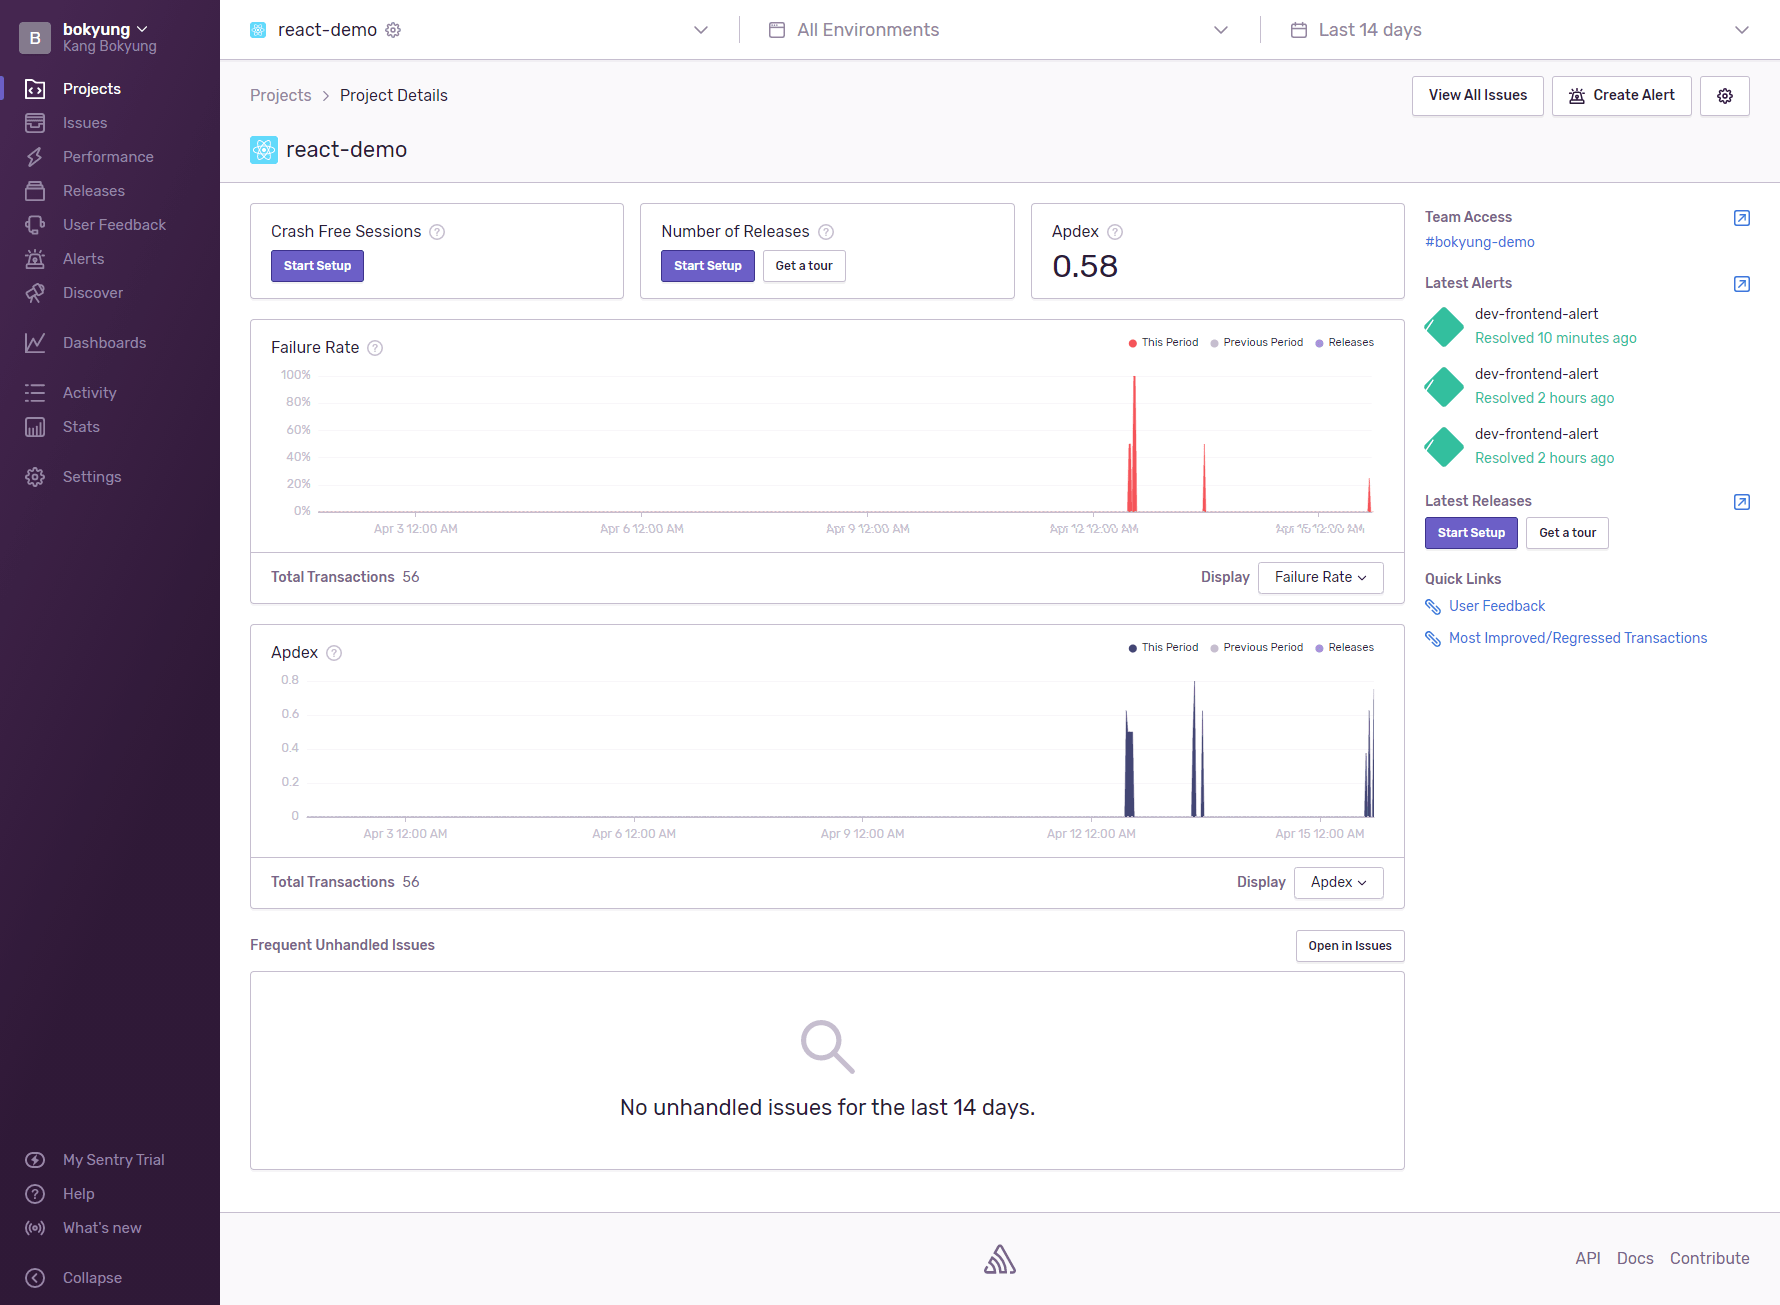 B
bokyung
Kang Bokyung
Projects
Issues
Performance
Releases
User Feedback
Alerts
Discover
Dashboards
Activity
Stats
Settings
My Sentry Trial
Help
What's new
Collapse
react-demo
All Environments
Last 14 days
Projects > Project Details
View All Issues
Create Alert
react-demo
Crash Free Sessions ?
Start Setup
Number of Releases ?
Start Setup Get a tour
Apdex ?
0.58
Failure Rate ?
This Period Previous Period Releases
100%
80%
60%
40%
20%
0%
Apr 3 12:00 AM Apr 6 12:00 AM Apr 9 12:00 AM Apr 12 12:00 AM Apr 15 12:00 AM
Total Transactions 56
Display Failure Rate
Apdex ?
This Period Previous Period Releases
0.8
0.6
0.4
0.2
0
Apr 3 12:00 AM Apr 6 12:00 AM Apr 9 12:00 AM Apr 12 12:00 AM Apr 15 12:00 AM
Total Transactions 56
Display Apdex
Frequent Unhandled Issues
Open in Issues
No unhandled issues for the last 14 days.
Team Access
#bokyung-demo
Latest Alerts
dev-frontend-alert
Resolved 10 minutes ago
dev-frontend-alert
Resolved 2 hours ago
dev-frontend-alert
Resolved 2 hours ago
Latest Releases
Start Setup Get a tour
Quick Links
User Feedback
Most Improved/Regressed Transactions
API Docs Contribute